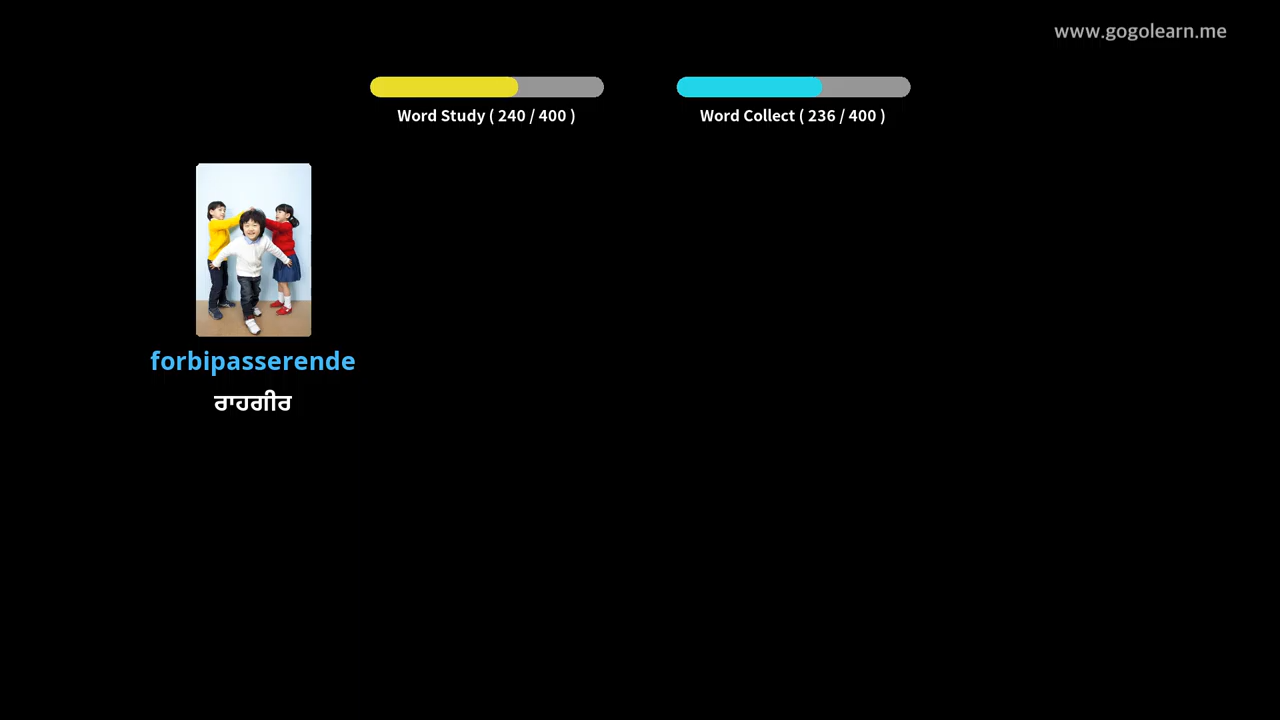 www.gogolearn.me
Word Study ( 240 / 400 )
Word Collect ( 236 / 400 )
forbipasserende
ਰਾਹਗੀਰ